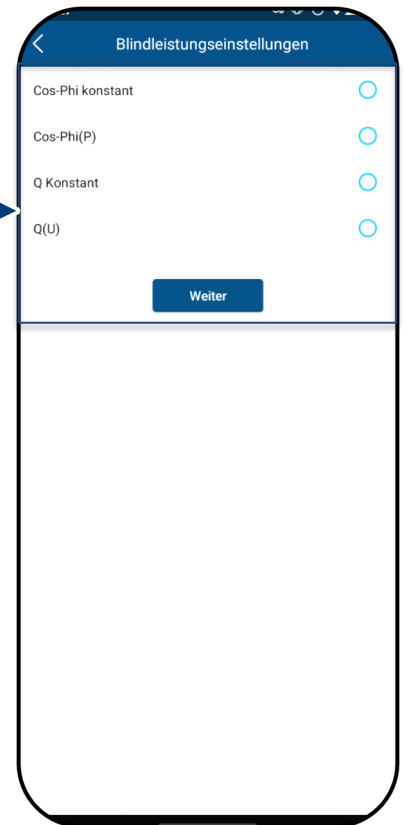 Blindleistungseinstellungen
Cos-Phi konstant
Cos-Phi(P)
Q Konstant
Q(U)
Weiter